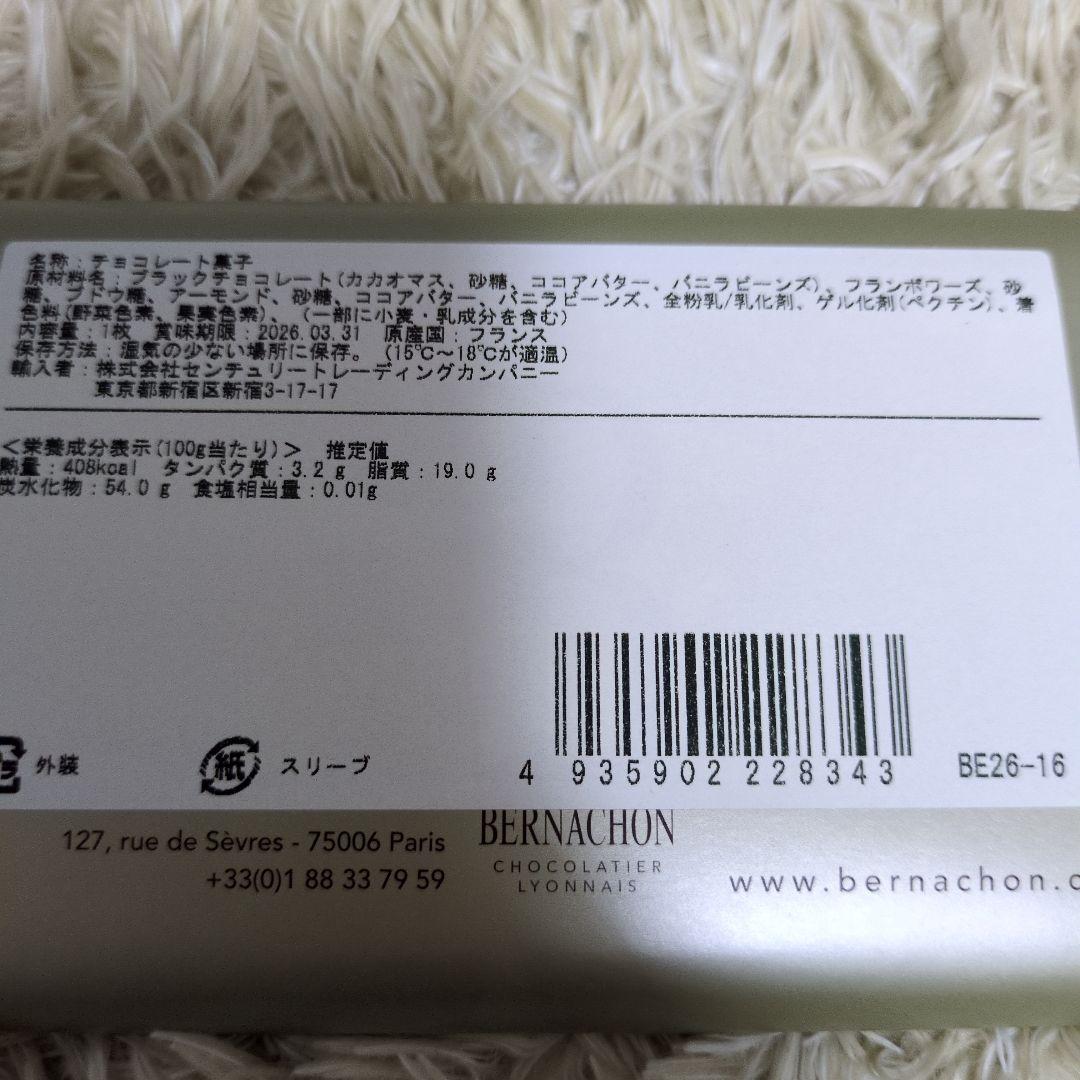 名称：チョコレート菓子
原材料名：ブラックチョコレート(カカオマス、砂糖、ココアバター、バニラビーンズ)、フランボワーズ、砂
糖、ブドウ糖、アーモンド、砂糖、ココアバター、バニラビーンズ、全粉乳/乳化剤、ゲル化剤(ペクチン)、着
色料(野菜色素、果実色素)、(一部に小麦・乳成分を含む)
内容量：1枚 賞味期限：2026.03.31 原産国：フランス
保存方法：湿気の少ない場所に保存。(15℃～18℃が適温)
輸入者：株式会社センチュリートレーディングカンパニー
東京都新宿区新宿3-17-17
＜栄養成分表示(100g当たり)＞ 推定値
熱量：408kcal タンパク質：3.2 g 脂質：19.0 g
炭水化物：54.0 g 食塩相当量：0.01g
外装 紙 スリーブ
4 935902 228343
BE26-16
127, rue de Sèvres - 75006 Paris
+33(0)1 88 33 79 59
BERNACHON
CHOCOLATIER
LYONNAIS
www.bernachon.c